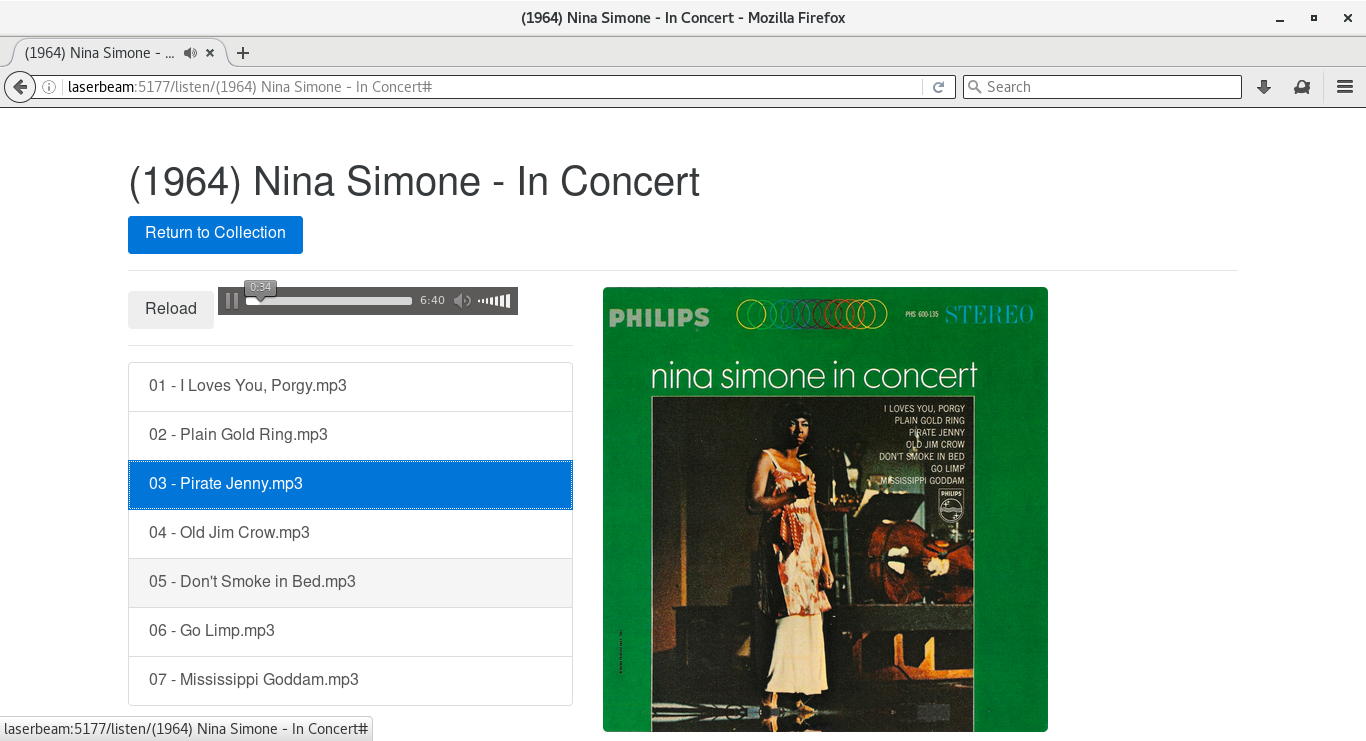 (1964) Nina Simone - In Concert - Mozilla Firefox
(1964) Nina Simone - ...
laserbeam:5177/listen/(1964) Nina Simone - In Concert#
Search
(1964) Nina Simone - In Concert
Return to Collection
Reload
0:34
6:40
01 - I Loves You, Porgy.mp3
02 - Plain Gold Ring.mp3
03 - Pirate Jenny.mp3
04 - Old Jim Crow.mp3
05 - Don't Smoke in Bed.mp3
06 - Go Limp.mp3
07 - Mississippi Goddam.mp3
PHILIPS
PHS 600-135
STEREO
nina simone in concert
I LOVES YOU, PORGY
PLAIN GOLD RING
PIRATE JENNY
OLD JIM CROW
DON'T SMOKE IN BED
GO LIMP
MISSISSIPPI GODDAM
PHILIPS
laserbeam:5177/listen/(1964) Nina Simone - In Concert#